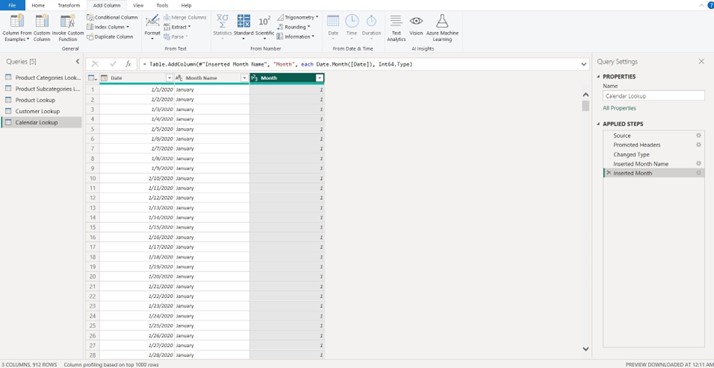 File Home Transform Add Column View Tools Help
Column From Examples Custom Column Invoke Custom Function
Conditional Column
Index Column
Duplicate Column
General
Format
Merge Columns
Extract
Parse
From Text
Statistics Standard Scientific
Trigonometry
Rounding
Information
From Number
Date Time Duration
From Date & Time
Text Analytics Vision Azure Machine Learning
AI Insights
Queries [5]
Product Categories Look...
Product Subcategories L...
Product Lookup
Customer Lookup
Calendar Lookup
= Table.AddColumn(#"Inserted Month Name", "Month", each Date.Month([Date]), Int64.Type)
Date Month Name Month
1 1/1/2020 January 1
2 1/2/2020 January 1
3 1/3/2020 January 1
4 1/4/2020 January 1
5 1/5/2020 January 1
6 1/6/2020 January 1
7 1/7/2020 January 1
8 1/8/2020 January 1
9 1/9/2020 January 1
10 1/10/2020 January 1
11 1/11/2020 January 1
12 1/12/2020 January 1
13 1/13/2020 January 1
14 1/14/2020 January 1
15 1/15/2020 January 1
16 1/16/2020 January 1
17 1/17/2020 January 1
18 1/18/2020 January 1
19 1/19/2020 January 1
20 1/20/2020 January 1
21 1/21/2020 January 1
22 1/22/2020 January 1
23 1/23/2020 January 1
24 1/24/2020 January 1
25 1/25/2020 January 1
26 1/26/2020 January 1
27 1/27/2020 January 1
28 1/28/2020 January 1
Query Settings
PROPERTIES
Name
Calendar Lookup
All Properties
APPLIED STEPS
Source
Promoted Headers
Changed Type
Inserted Month Name
Inserted Month
3 COLUMNS, 912 ROWS Column profiling based on top 1000 rows
PREVIEW DOWNLOADED AT 12:11 AM